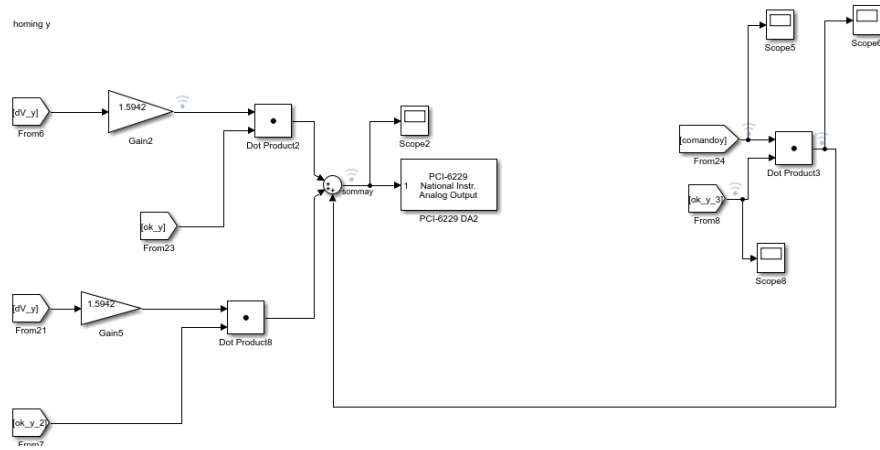 homing y
Scope5
Scope6
[dV_y]
From6
1.5942
Gain2
Dot Product2
Scope2
[comandoy]
From24
Dot Product3
PCI-6229
National Instr.
Analog Output
1
PCI-6229 DA2
sommay
[ok_y_3]
From8
[ok_y]
From23
Scope8
[dV_y]
From21
1.5942
Gain5
Dot Product8
[ok_y_2]
From7